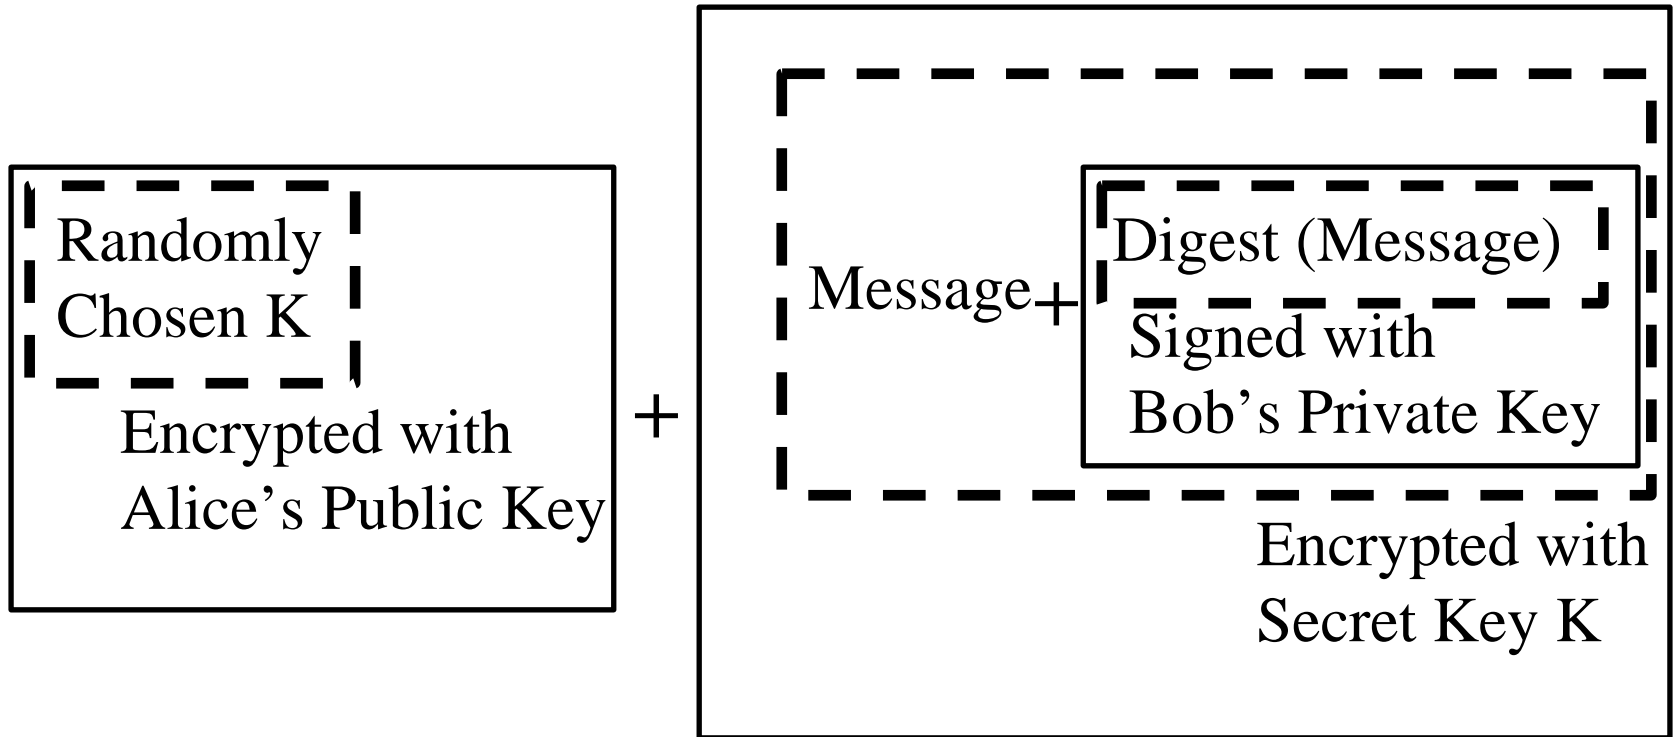 Randomly
Chosen K
Encrypted with
Alice’s Public Key
+
Message+
Digest (Message)
Signed with
Bob’s Private Key
Encrypted with
Secret Key K